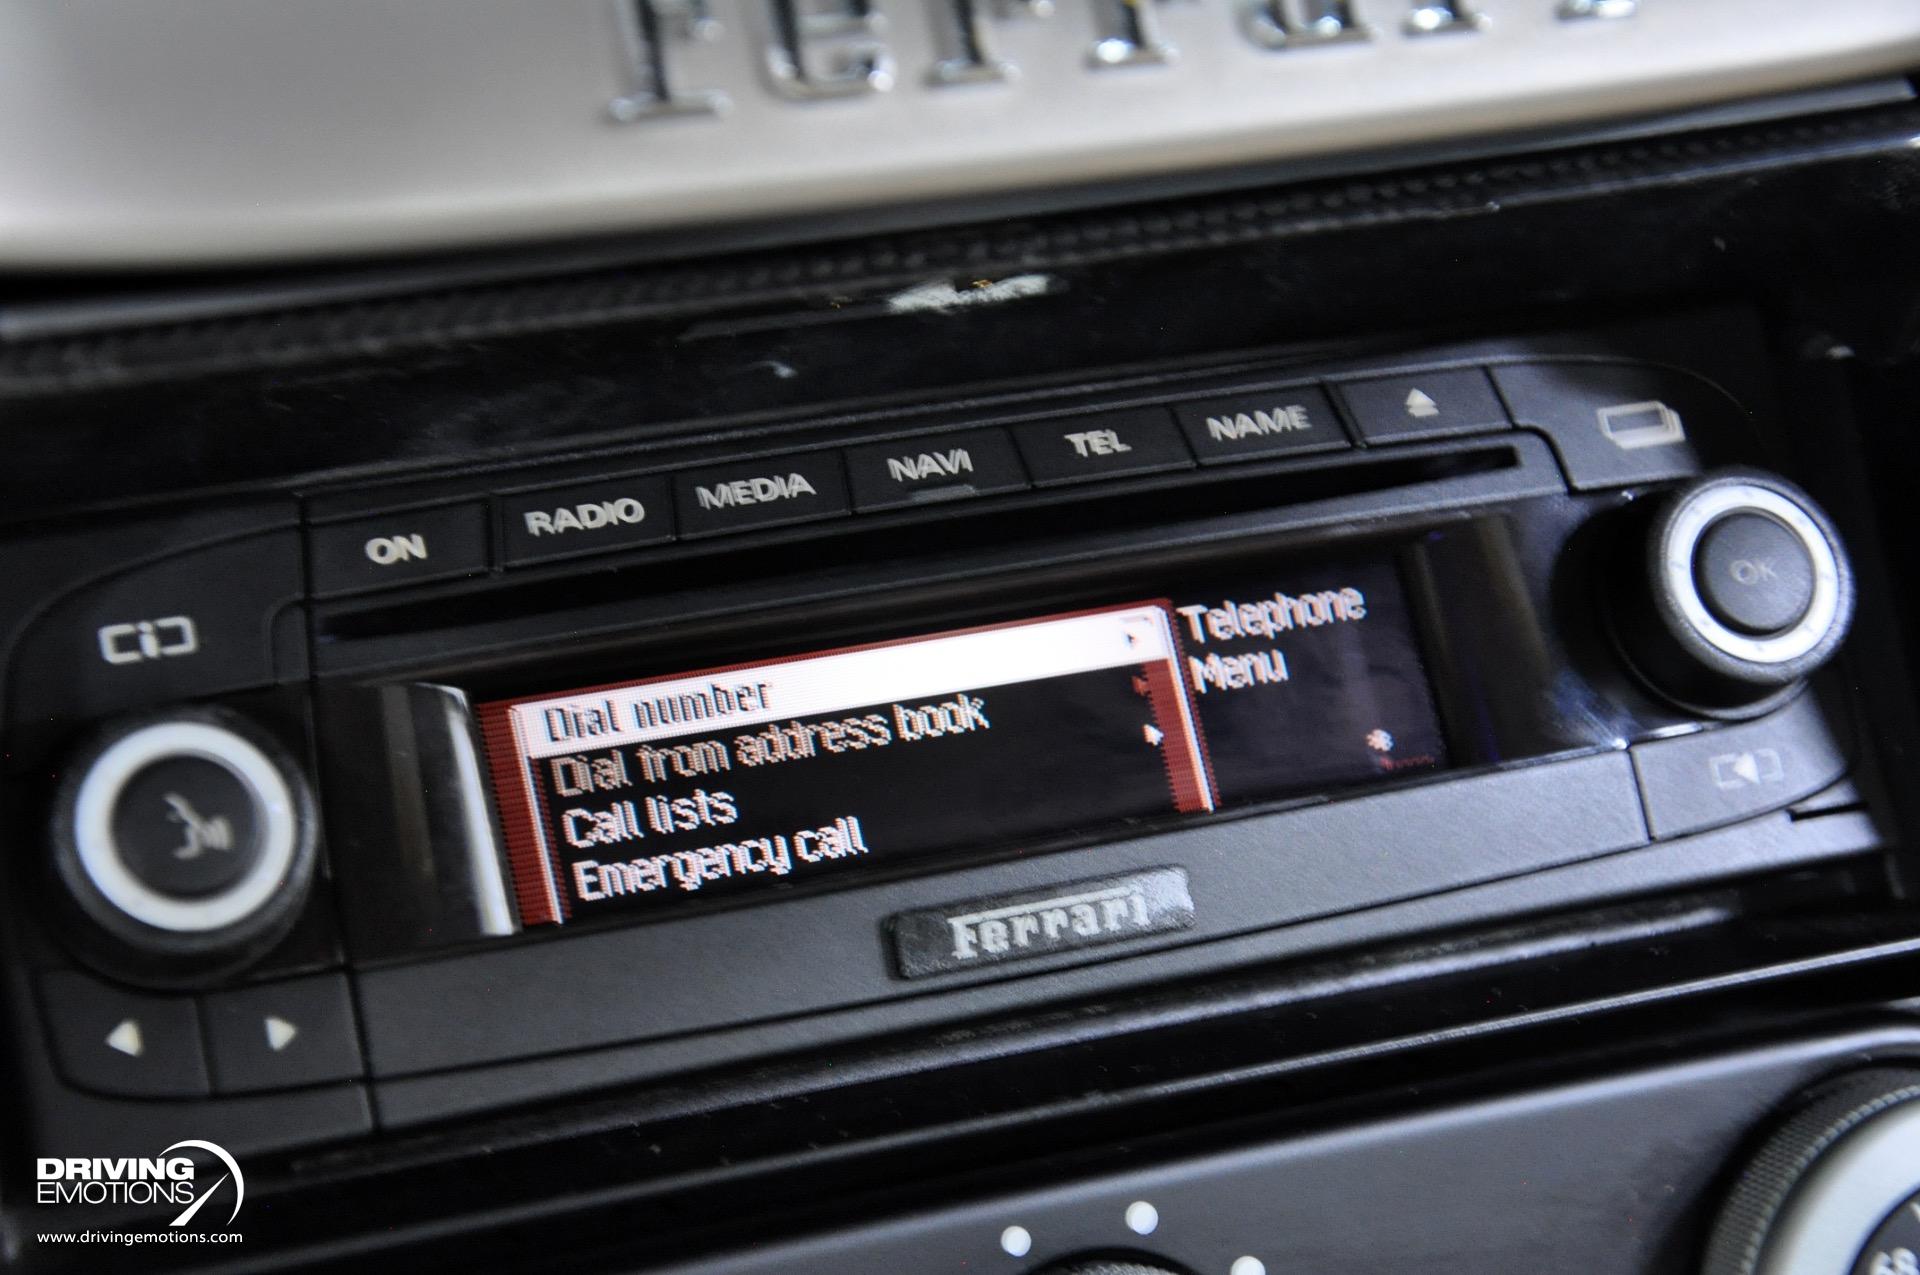 Ferrari
ON RADIO MEDIA NAVI TEL NAME
OK
Dial number
Dial from address book
Call lists
Emergency call
Telephone
Menu
Ferrari
DRIVING
EMOTIONS
www.drivingemotions.com
68